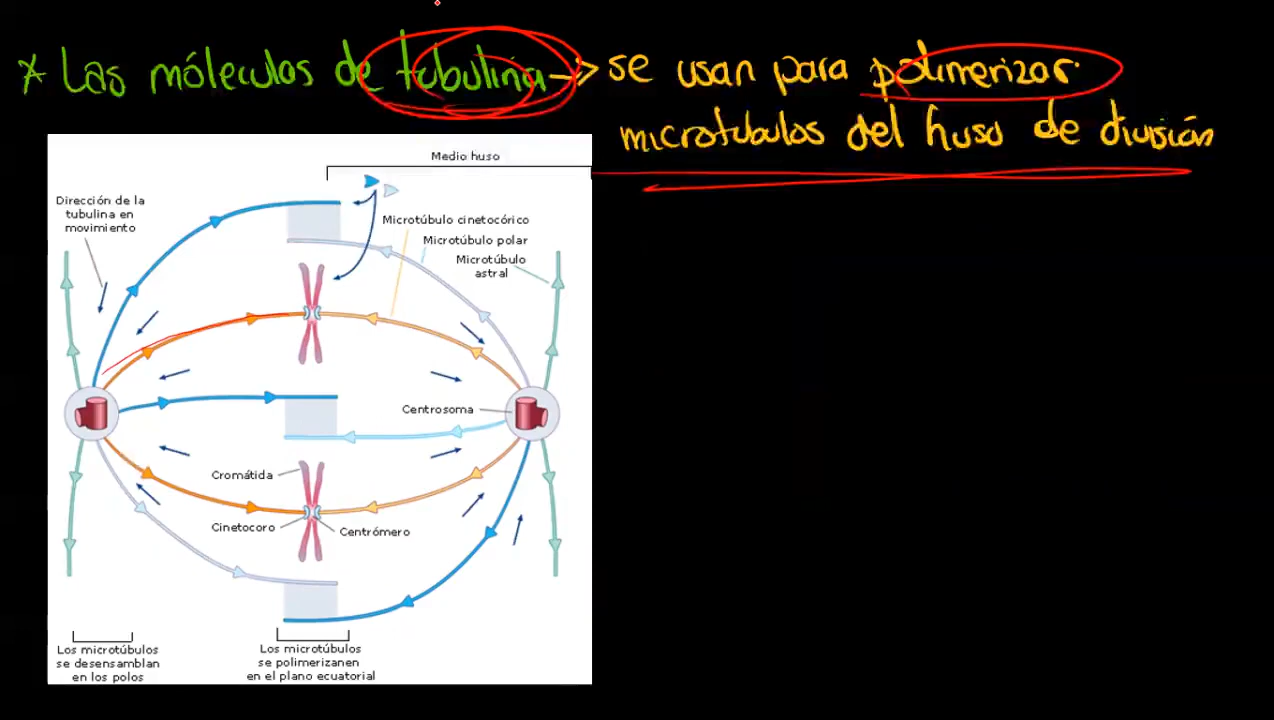 * Las móleculas de tubulina -> se usan para polimerizar
microtubulos del huso de división
Medio huso
Dirección de la
tubulina en
movimiento
Microtúbulo cinetocórico
Microtúbulo polar
Microtúbulo
astral
Centrosoma
Cromátida
Cinetocoro
Centrómero
Los microtúbulos
se desensamblan
en los polos
Los microtúbulos
se polimerizanen
en el plano ecuatorial